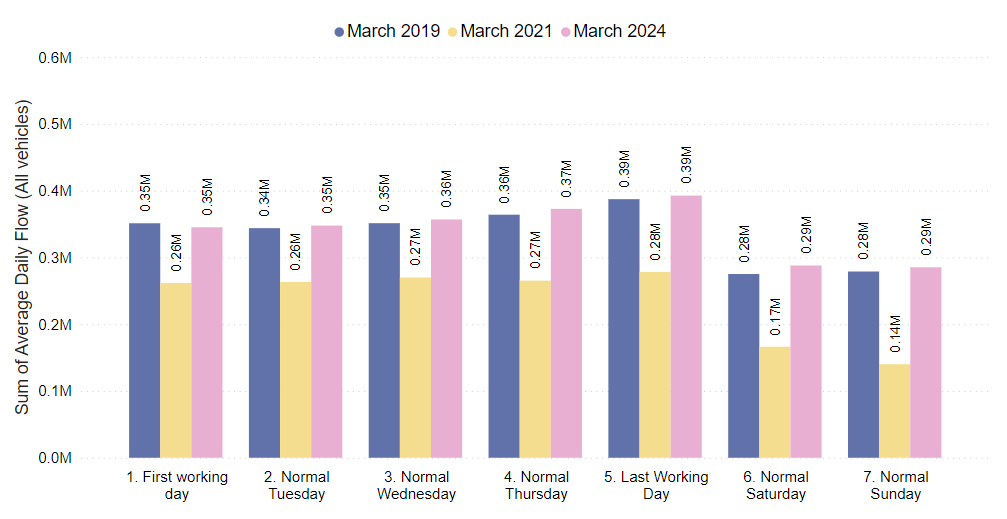 March 2019 March 2021 March 2024
Sum of Average Daily Flow (All vehicles)
0.6M
0.5M
0.4M
0.3M
0.2M
0.1M
0.0M
0.35M 0.26M 0.35M
0.34M 0.26M 0.35M
0.35M 0.27M 0.36M
0.36M 0.27M 0.37M
0.39M 0.28M 0.39M
0.28M 0.17M 0.29M
0.28M 0.14M 0.29M
1. First working
day
2. Normal
Tuesday
3. Normal
Wednesday
4. Normal
Thursday
5. Last Working
Day
6. Normal
Saturday
7. Normal
Sunday